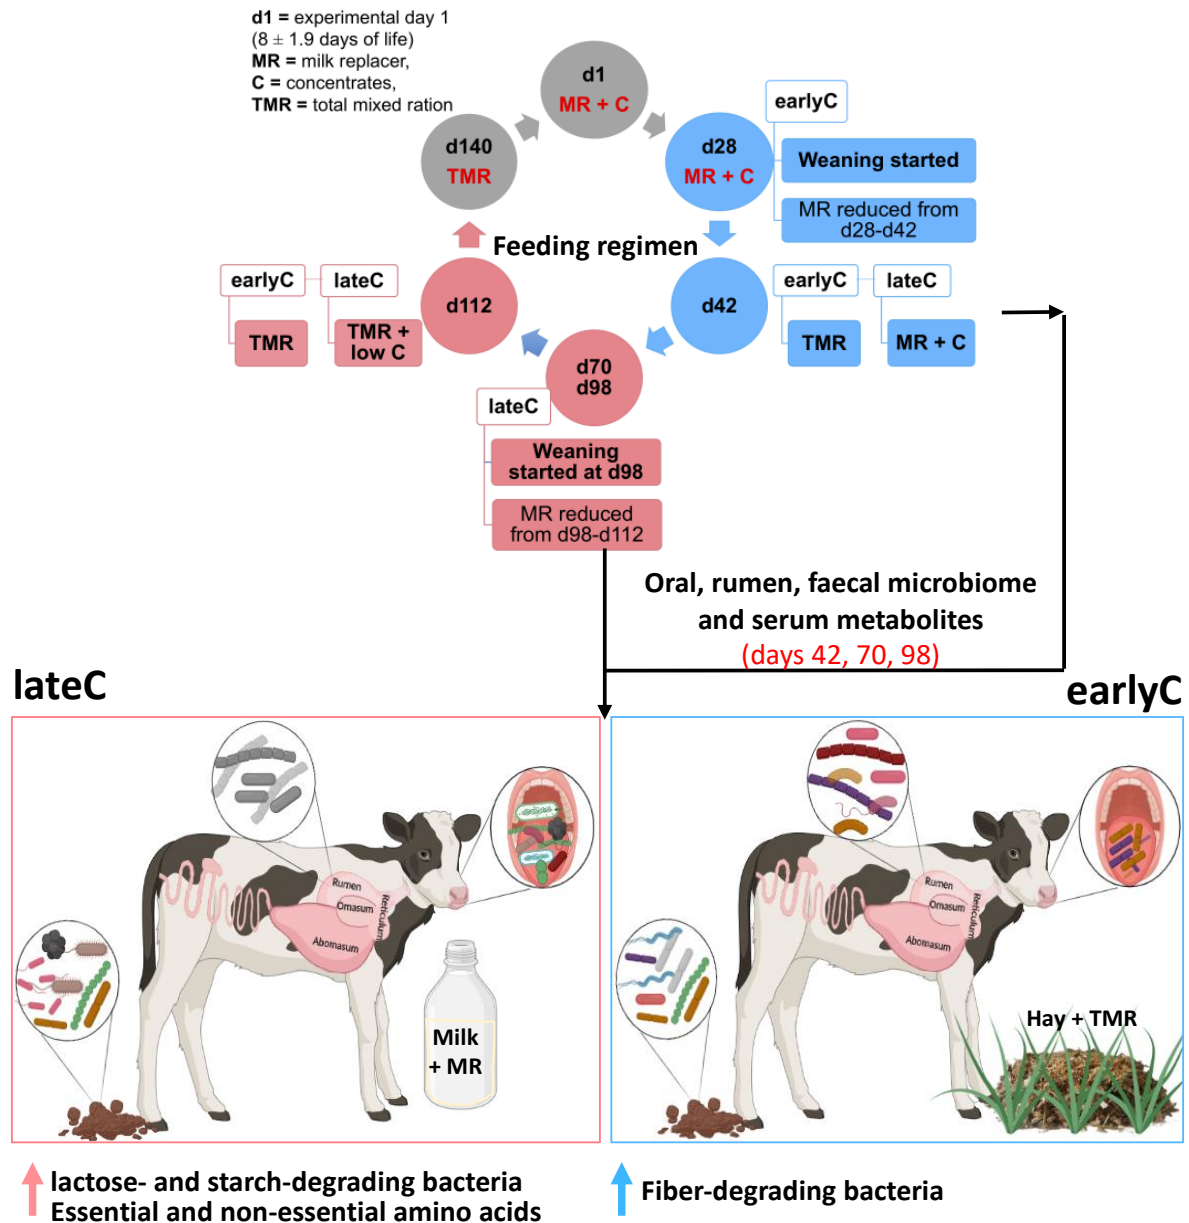 d1 = experimental day 1
(8 ± 1.9 days of life)
MR = milk replacer,
C = concentrates,
TMR = total mixed ration
d1
MR + C
d140
TMR
d28
MR + C
earlyC
Weaning started
MR reduced from
d28-d42
Feeding regimen
earlyC
lateC
TMR
TMR +
low C
d112
d42
earlyC
lateC
TMR
MR + C
d70
d98
lateC
Weaning
started at d98
MR reduced
from d98-d112
Oral, rumen, faecal microbiome
and serum metabolites
(days 42, 70, 98)
lateC
earlyC
Rumen
Omasum
Reticulum
Abomasum
Milk
+ MR
Rumen
Omasum
Reticulum
Abomasum
Hay + TMR
lactose- and starch-degrading bacteria
Essential and non-essential amino acids
Fiber-degrading bacteria